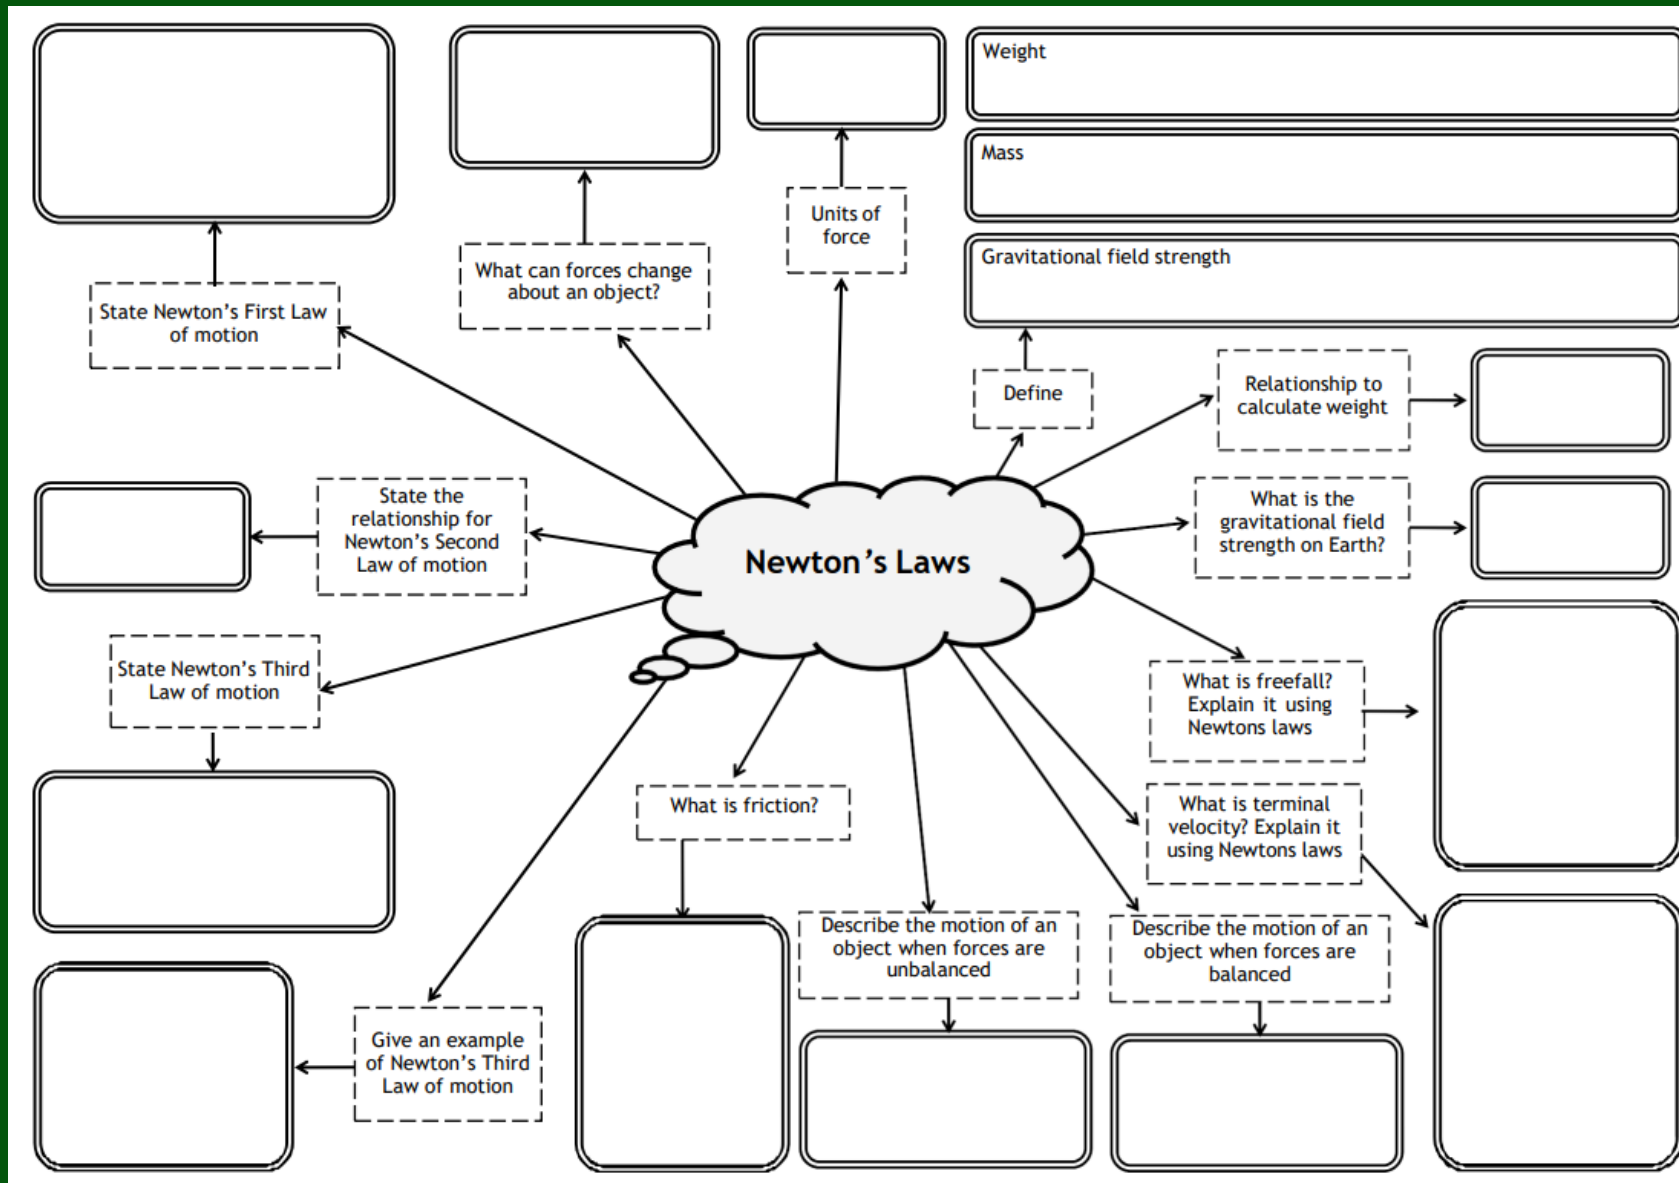 Weight
Mass
Units of
force
Gravitational field strength
What can forces change
about an object?
State Newton's First Law
of motion
Define
Relationship to
calculate weight
State the
relationship for
Newton's Second
Law of motion
What is the
gravitational field
strength on Earth?
Newton's Laws
State Newton's Third
Law of motion
What is freefall?
Explain it using
Newtons laws
What is friction?
What is terminal
velocity? Explain it
using Newtons laws
Describe the motion of an
object when forces are
unbalanced
Describe the motion of an
object when forces are
balanced
Give an example
of Newton's Third
Law of motion